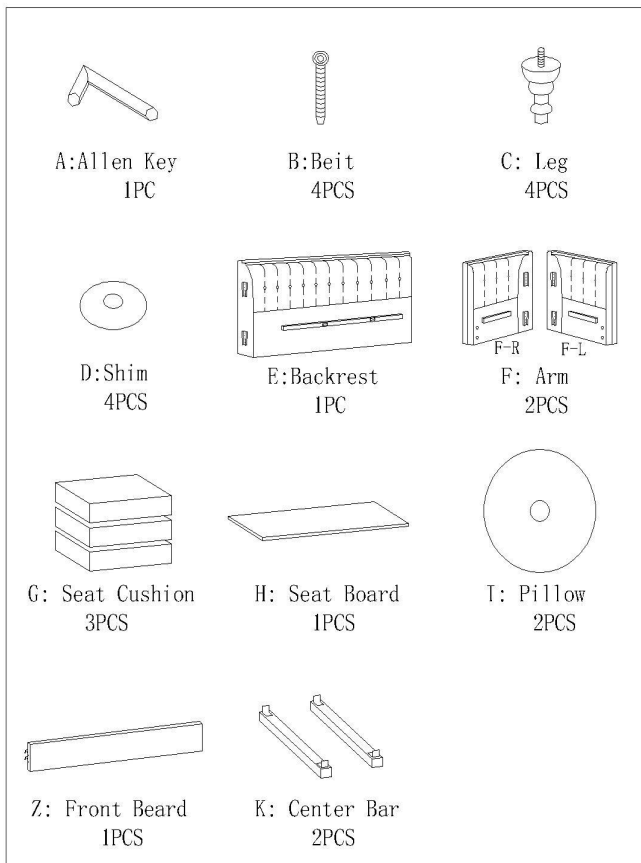 A:Allen Key
1PC
B:Beit
4PCS
C: Leg
4PCS
D:Shim
4PCS
E:Backrest
1PC
F-R
F-L
F: Arm
2PCS
G: Seat Cushion
3PCS
H: Seat Board
1PCS
T: Pillow
2PCS
Z: Front Beard
1PCS
K: Center Bar
2PCS